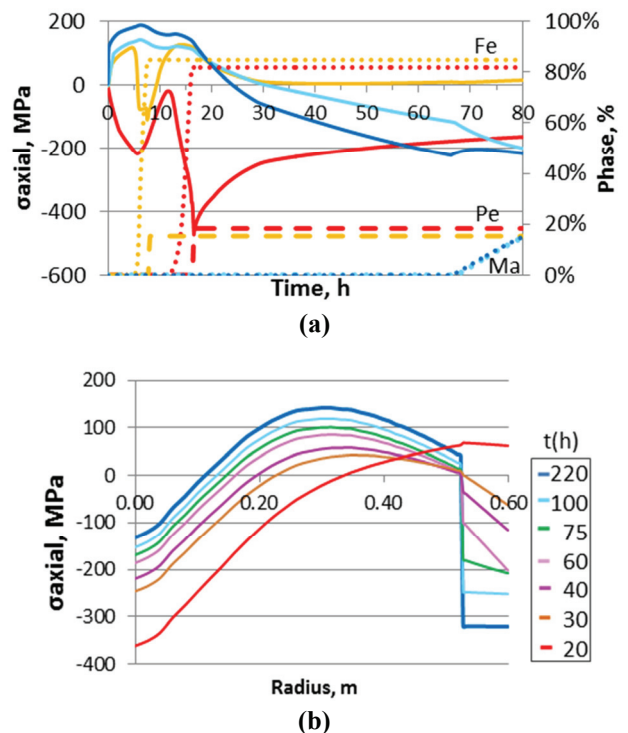 200
100%
0
80%
-200
60%
-400
40%
-600
20%
0%
0 10 20 30 40 50 60 70 80
σaxial, MPa
Phase, %
Fe
Pe
Ma
Time, h
(a)
200
100
0
-100
-200
-300
-400
0.00 0.20 0.40 0.60
σaxial, MPa
Radius, m
t(h)
220
100
75
60
40
30
20
(b)